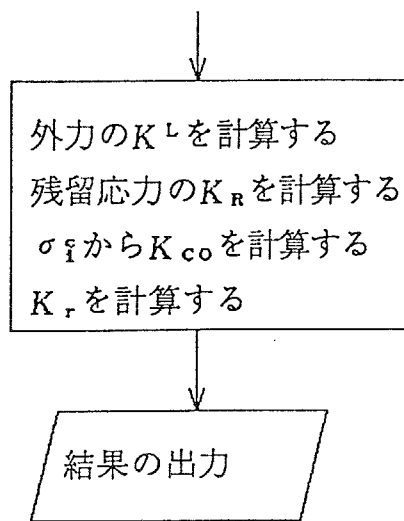 外力のK^Lを計算する
残留応力のK_Rを計算する
σ_i^cからK_coを計算する
K_rを計算する
結果の出力